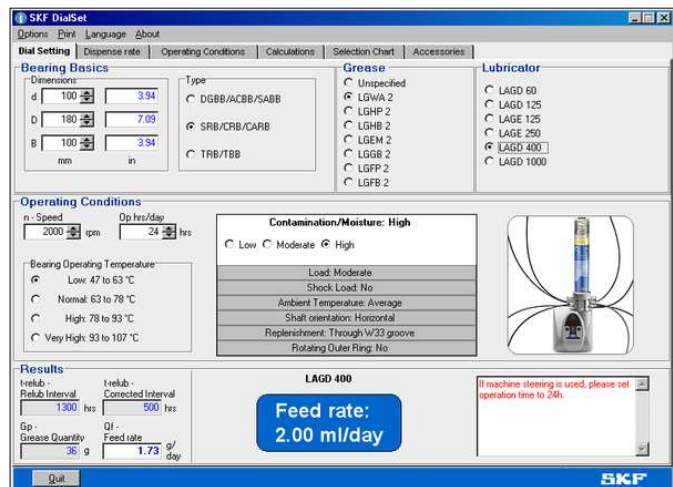 SKF DialSet
Options Print Language About
Dial Setting Dispense rate Operating Conditions Calculations Selection Chart Accessories
Bearing Basics
Dimensions
d 100 3.94
D 180 7.09
B 100 3.94
mm in
Type
DGBB/ACBB/SABB
SRB/CRB/CARB
TRB/TBB
Grease
Unspecified
LGWA 2
LGHP 2
LGHB 2
LGEM 2
LGGB 2
LGFP 2
LGFB 2
Lubricator
LAGD 60
LAGD 125
LAGE 125
LAGE 250
LAGD 400
LAGD 1000
Operating Conditions
n - Speed Op hrs/day
2000 rpm 24 hrs
Bearing Operating Temperature
Low: 47 to 63 °C
Normal: 63 to 78 °C
High: 78 to 93 °C
Very High: 93 to 107 °C
Contamination/Moisture: High
Low Moderate High
Load: Moderate
Shock Load: No
Ambient Temperature: Average
Shaft orientation: Horizontal
Replenishment: Through W33 groove
Rotating Outer Ring: No
Results
t-relub - t-relub -
Relub Interval Corrected Interval
1300 hrs 500 hrs
Gp - Qf -
Grease Quantity Feed rate
36 g 1.73 g/day
LAGD 400
Feed rate:
2.00 ml/day
If machine steering is used, please set
operation time to 24h.
Quit
SKF